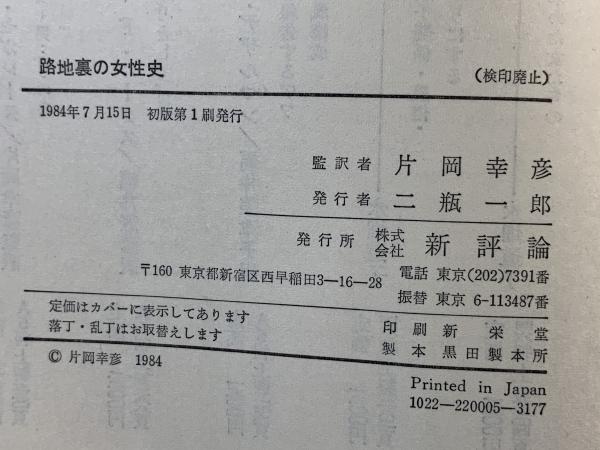 路地裏の女性史 (検印廃止)
1984年7月15日 初版第1刷発行
監訳者 片岡幸彦
発行者 二瓶一郎
発行所 株式会社 新評論
〒160 東京都新宿区西早稲田3―16―28 電話 東京(202)7391番
振替 東京 6-113487番
定価はカバーに表示してあります
落丁・乱丁はお取替えします
印刷 新栄堂
製本 黒田製本所
© 片岡幸彦 1984
Printed in Japan
1022―220005―3177